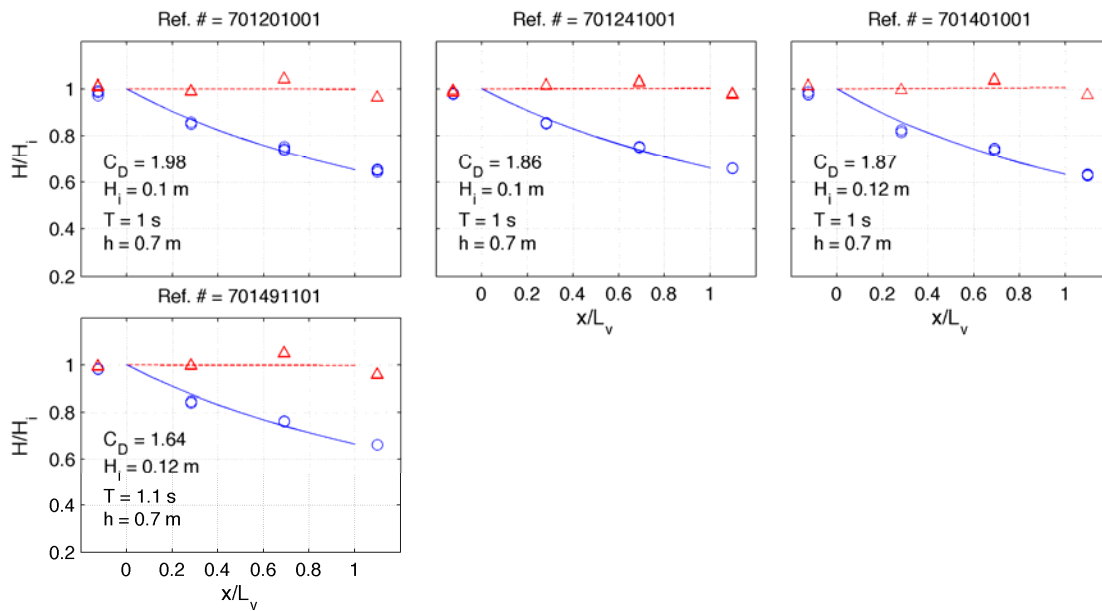 Ref. # = 701201001
H/H_i
1
0.8
0.6
0.4
0.2
C_D = 1.98
H_i = 0.1 m
T = 1 s
h = 0.7 m
Ref. # = 701241001
C_D = 1.86
H_i = 0.1 m
T = 1 s
h = 0.7 m
0 0.2 0.4 0.6 0.8 1
x/L_v
Ref. # = 701401001
C_D = 1.87
H_i = 0.12 m
T = 1 s
h = 0.7 m
0 0.2 0.4 0.6 0.8 1
x/L_v
Ref. # = 701491101
H/H_i
1
0.8
0.6
0.4
0.2
C_D = 1.64
H_i = 0.12 m
T = 1.1 s
h = 0.7 m
0 0.2 0.4 0.6 0.8 1
x/L_v